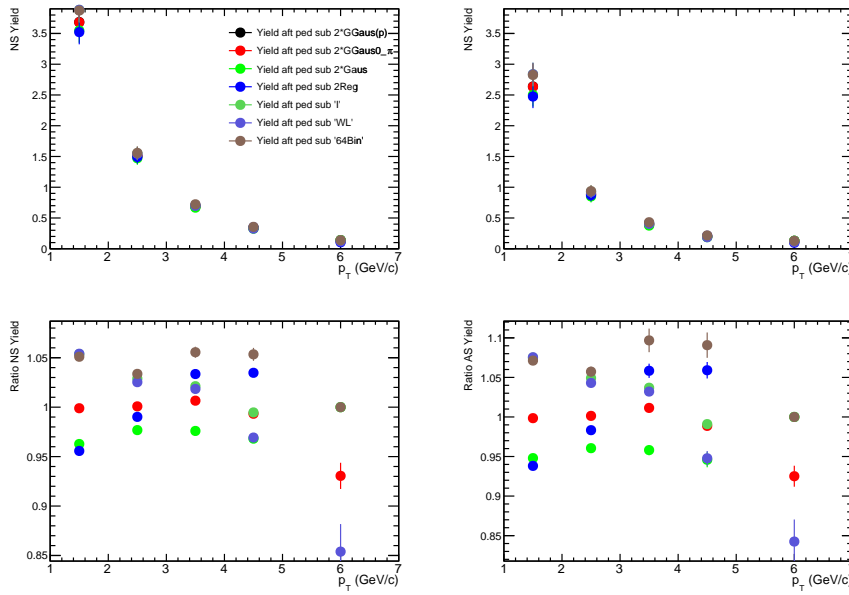 NS Yield
3.5
3
2.5
2
1.5
1
0.5
0
1 2 3 4 5 6 7
p_T (GeV/c)
Yield aft ped sub 2*GGaus(p)
Yield aft ped sub 2*GGaus0_π
Yield aft ped sub 2*Gaus
Yield aft ped sub 2Reg
Yield aft ped sub 'I'
Yield aft ped sub 'WL'
Yield aft ped sub '64Bin'
NS Yield
3.5
3
2.5
2
1.5
1
0.5
0
1 2 3 4 5 6
p_T (GeV/c)
Ratio NS Yield
1.05
1
0.95
0.9
0.85
1 2 3 4 5 6 7
p_T (GeV/c)
Ratio AS Yield
1.1
1.05
1
0.95
0.9
0.85
1 2 3 4 5 6
p_T (GeV/c)